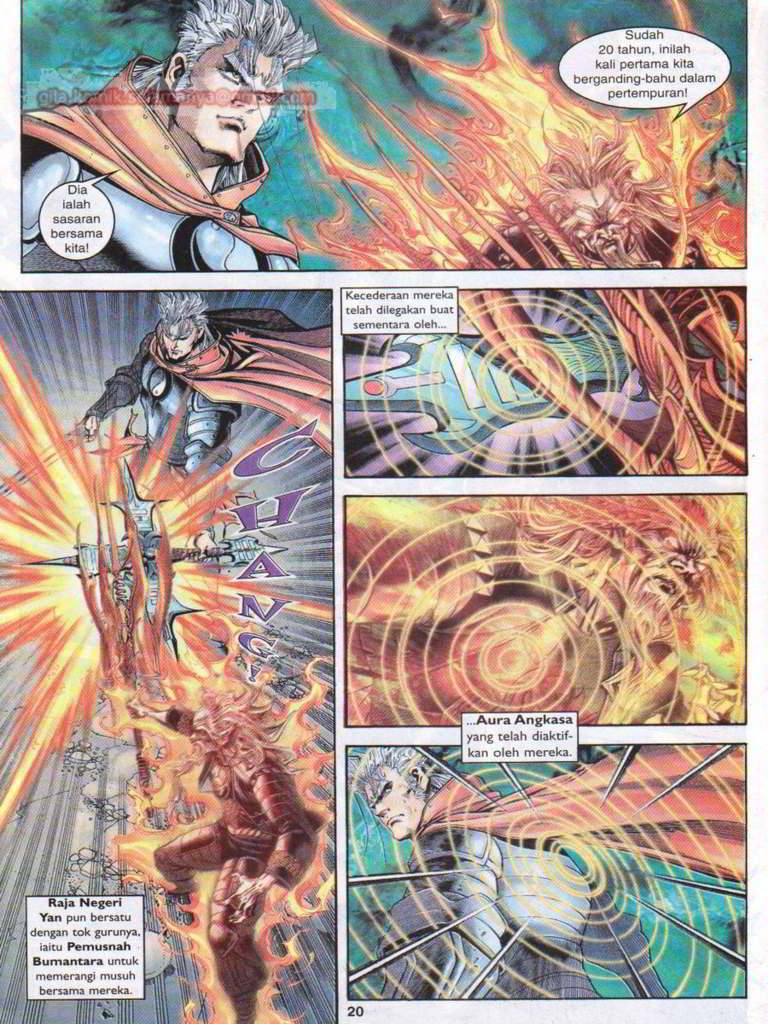 Dia
ialah
sasaran
bersama
kita!
Sudah
20 tahun, inilah
kali pertama kita
berganding-bahu dalam
pertempuran!
CHANG!
Raja Negeri
Yan pun bersatu
dengan tok gurunya,
iaitu Pemusnah
Bumantara untuk
memerangi musuh
bersama mereka.
Kecederaan mereka
telah dilegakan buat
sementara oleh...
...Aura Angkasa
yang telah diaktif-
kan oleh mereka.
20